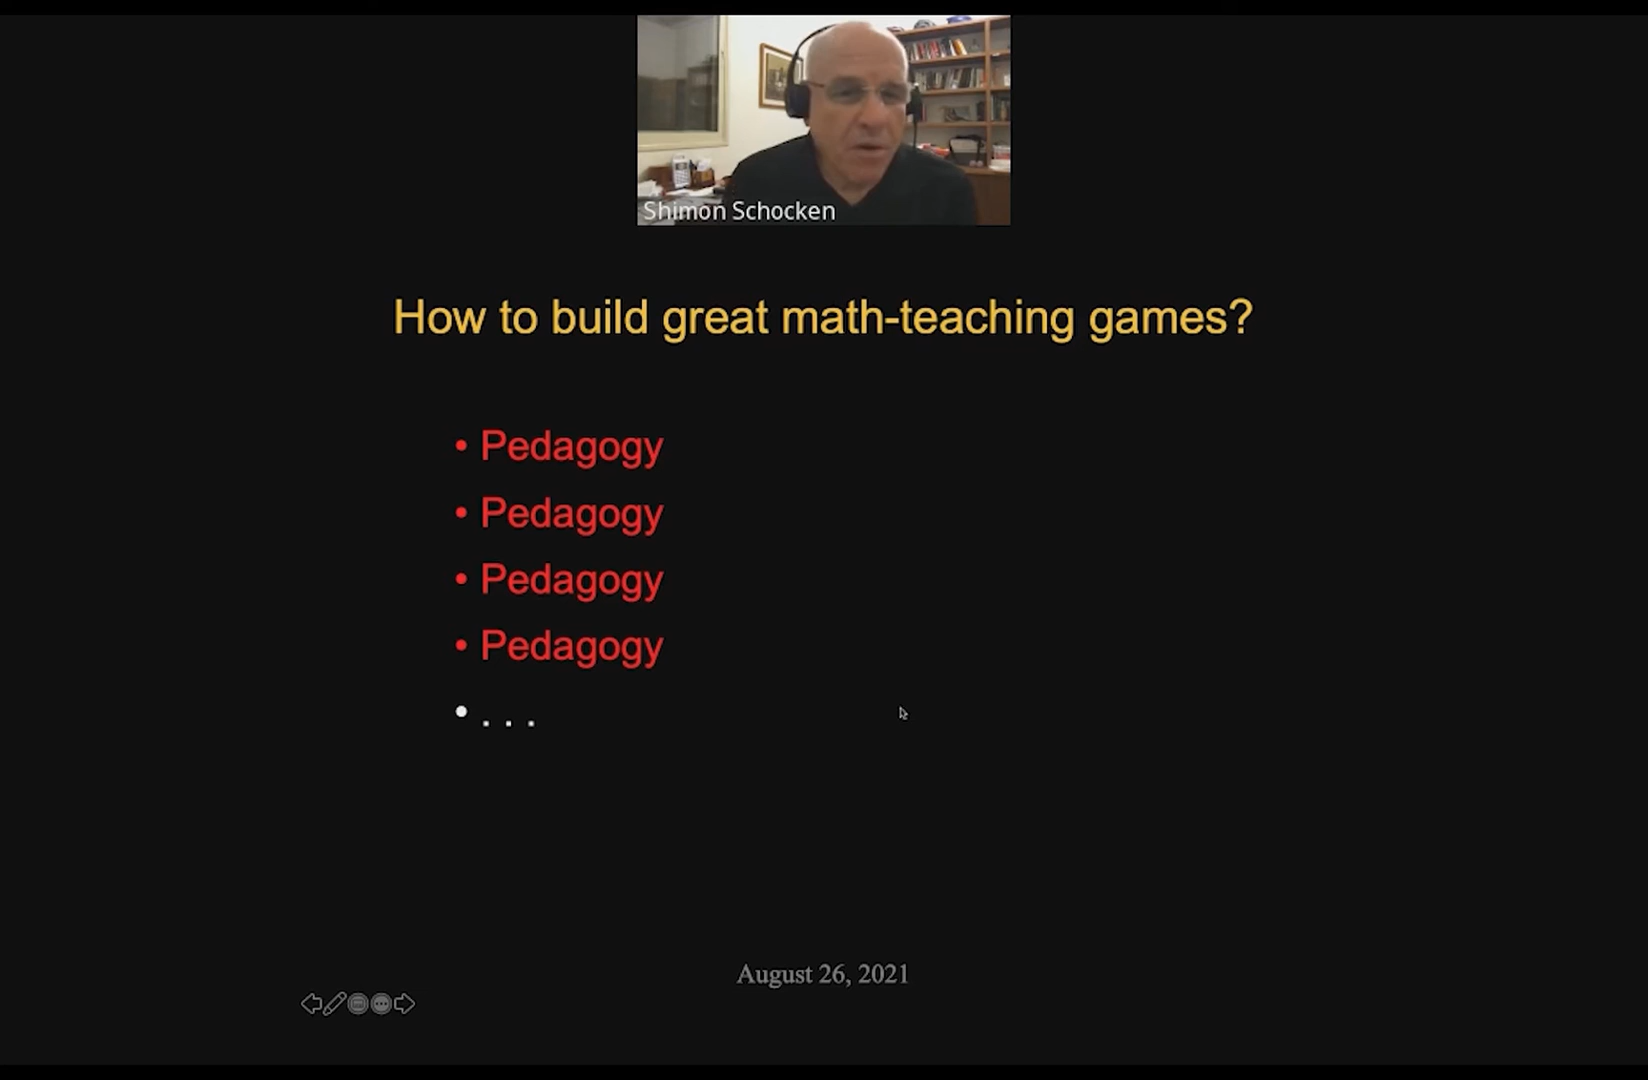 Shimon Schocken
How to build great math-teaching games?
• Pedagogy
• Pedagogy
• Pedagogy
• Pedagogy
• . . .
August 26, 2021